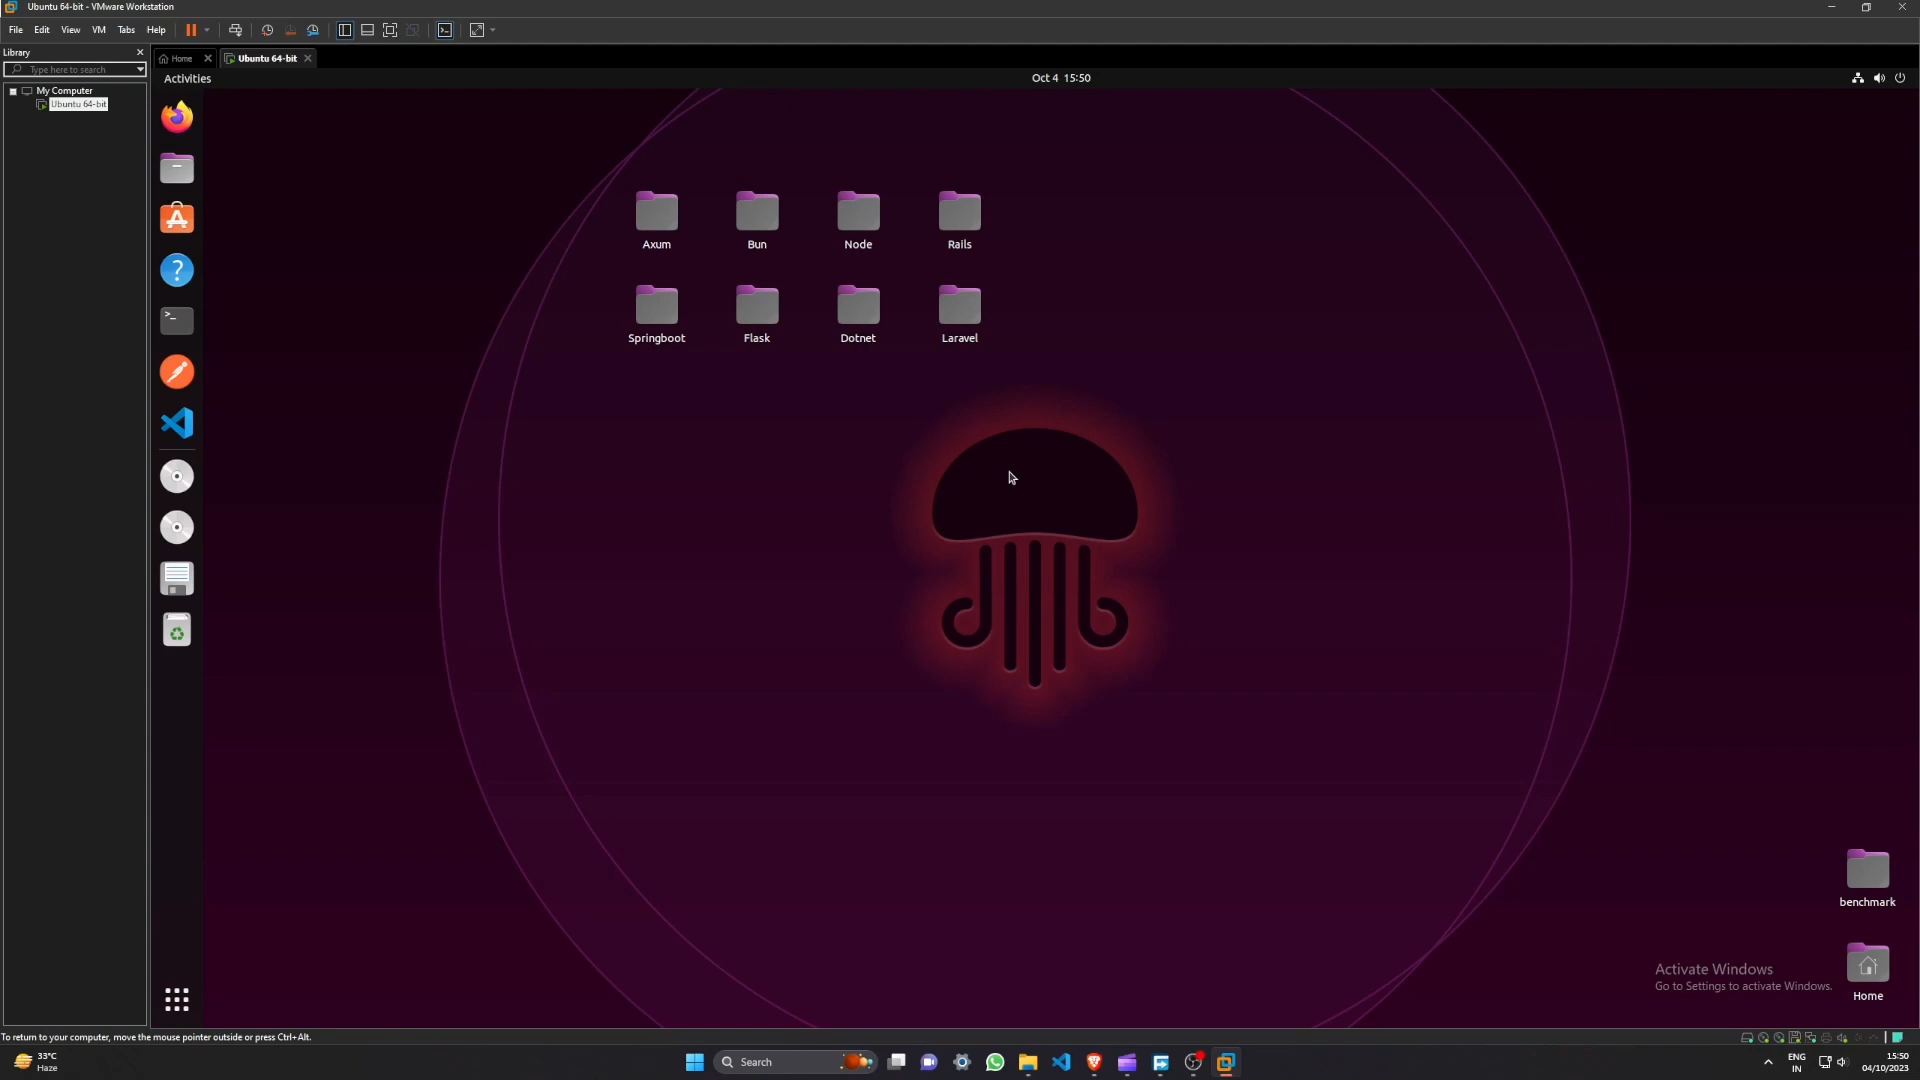 Ubuntu 64-bit - VMware Workstation
File Edit View VM Tabs Help
Library
Type here to search
Home
Ubuntu 64-bit
My Computer
Ubuntu 64-bit
Activities
Oct 4 15:50
Axum Bun Node Rails
Springboot Flask Dotnet Laravel
benchmark
Activate Windows
Go to Settings to activate Windows.
Home
To return to your computer, move the mouse pointer outside or press Ctrl+Alt.
33°C
Haze
Search
ENG
IN
15:50
04/10/2023